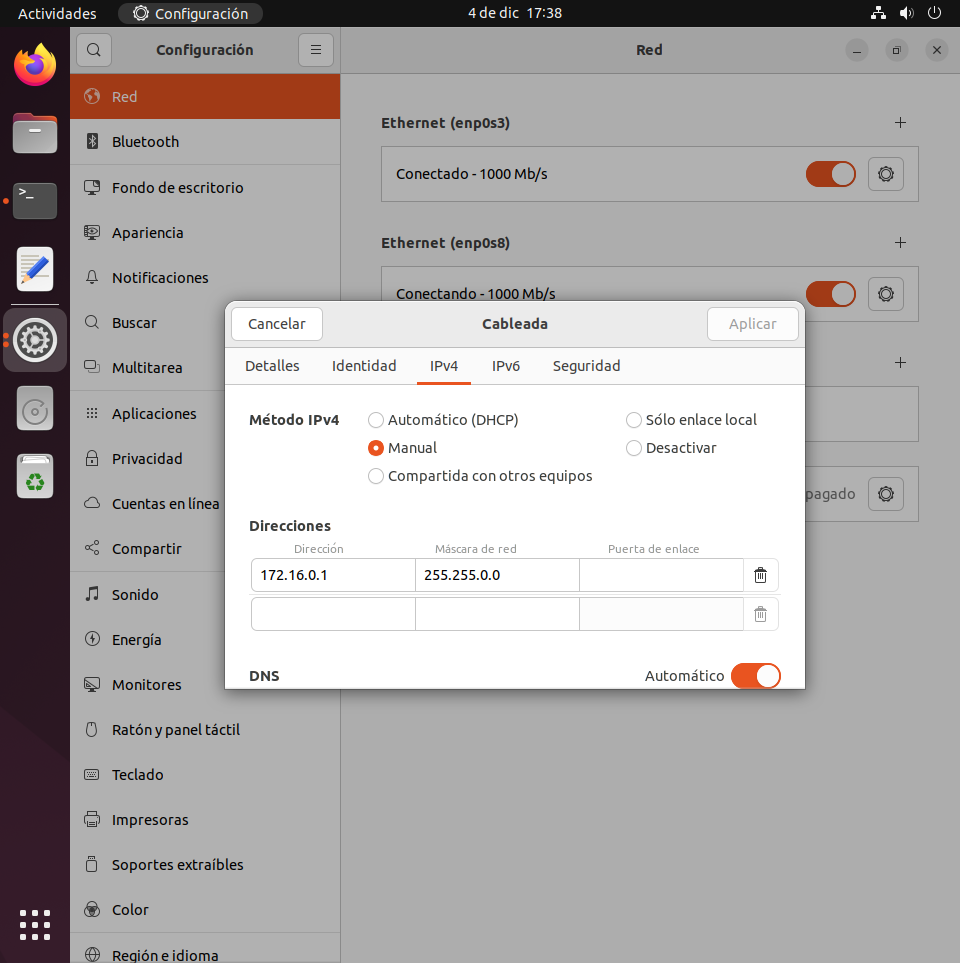 Actividades
Configuración
4 de dic 17:38
Configuración
Red
Red
Bluetooth
Fondo de escritorio
Apariencia
Notificaciones
Buscar
Multitarea
Aplicaciones
Privacidad
Cuentas en línea
Compartir
Sonido
Energía
Monitores
Ratón y panel táctil
Teclado
Impresoras
Soportes extraíbles
Color
Región e idioma
Ethernet (enp0s3)
Conectado - 1000 Mb/s
Ethernet (enp0s8)
Conectando - 1000 Mb/s
pagado
Cancelar
Cableada
Aplicar
Detalles Identidad IPv4 IPv6 Seguridad
Método IPv4
Automático (DHCP)
Sólo enlace local
Manual
Desactivar
Compartida con otros equipos
Direcciones
Dirección Máscara de red Puerta de enlace
172.16.0.1 255.255.0.0
DNS
Automático